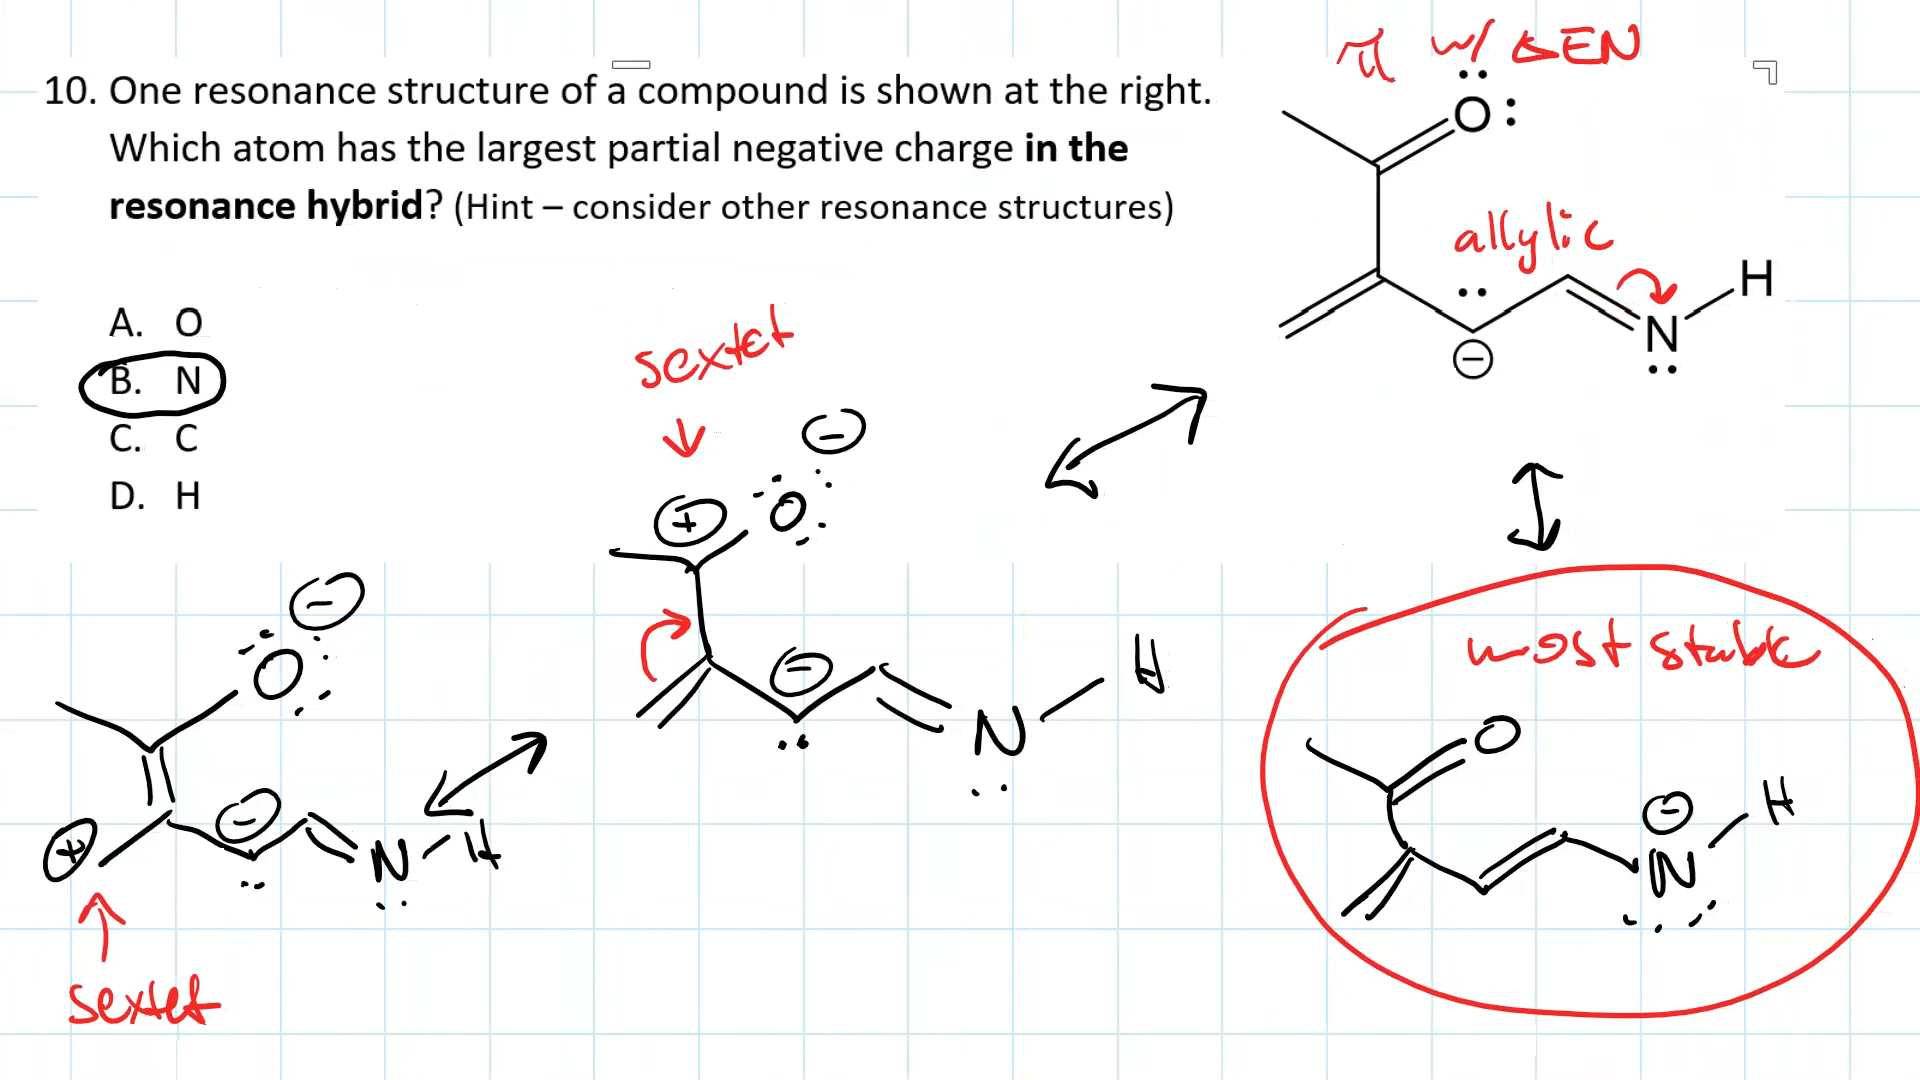 π w/ ΔEN
10. One resonance structure of a compound is shown at the right.
Which atom has the largest partial negative charge in the
resonance hybrid? (Hint – consider other resonance structures)
O
allylic
H
N
A. O
B. N
C. C
D. H
sextet
+ O −
− N H
O −
+ − N H
sextet
most stable
O
− N H